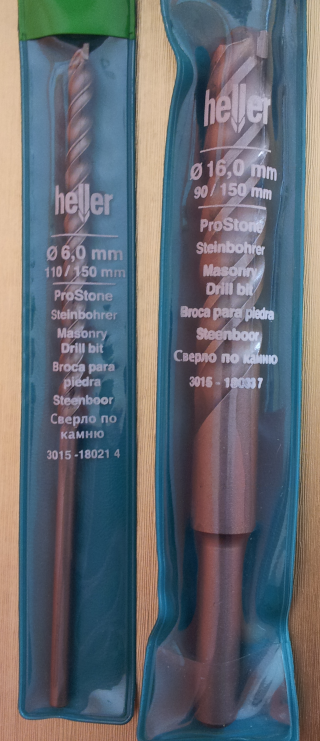 heller
Ø 6,0 mm
110 / 150 mm
ProStone
Steinbohrer
Masonry
Drill bit
Broca para
piedra
Steenboor
Сверло по
камню
3015 -18021 4
heller
Ø 16,0 mm
90 / 150 mm
ProStone
Steinbohrer
Masonry
Drill bit
Broca para piedra
Steenboor
Сверло по камню
3015 - 180337